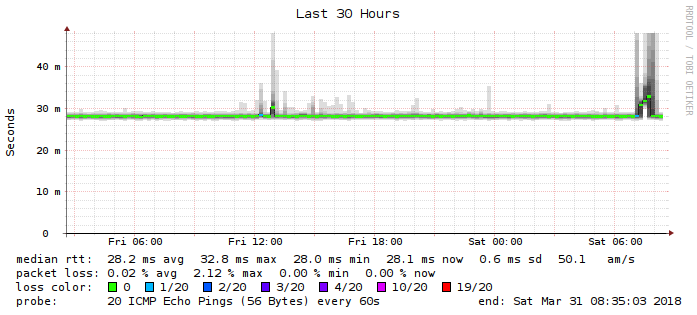 Last 30 Hours
RRDTOOL / TOBI OETIKER
Seconds
40 m
30 m
20 m
10 m
0
Fri 06:00 Fri 12:00 Fri 18:00 Sat 00:00 Sat 06:00
median rtt: 28.2 ms avg 32.8 ms max 28.0 ms min 28.1 ms now 0.6 ms sd 50.1 am/s
packet loss: 0.02 % avg 2.12 % max 0.00 % min 0.00 % now
loss color: 0 1/20 2/20 3/20 4/20 10/20 19/20
probe: 20 ICMP Echo Pings (56 Bytes) every 60s end: Sat Mar 31 08:35:03 2018